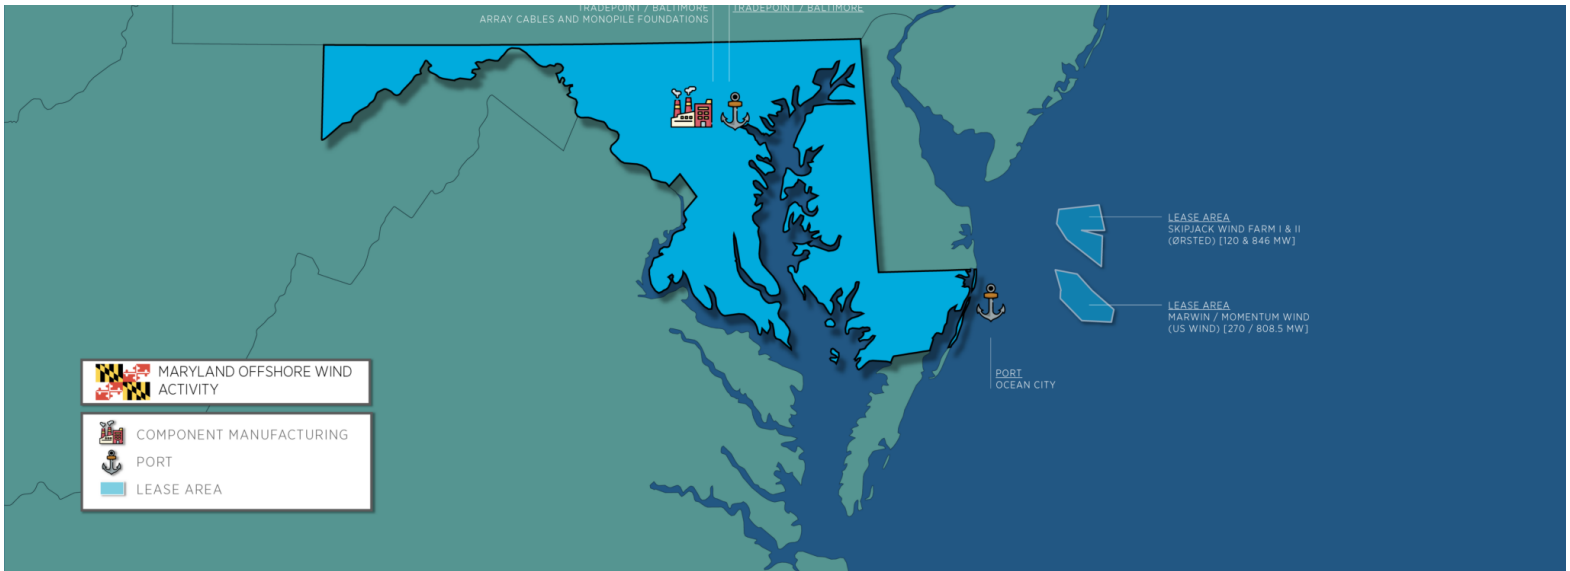 TRADEPOINT / BALTIMORE
ARRAY CABLES AND MONOPILE FOUNDATIONS
TRADEPOINT / BALTIMORE
LEASE AREA
SKIPJACK WIND FARM I & II
(ØRSTED) [120 & 846 MW]
LEASE AREA
MARWIN / MOMENTUM WIND
(US WIND) [270 / 808.5 MW]
PORT
OCEAN CITY
MARYLAND OFFSHORE WIND
ACTIVITY
COMPONENT MANUFACTURING
PORT
LEASE AREA